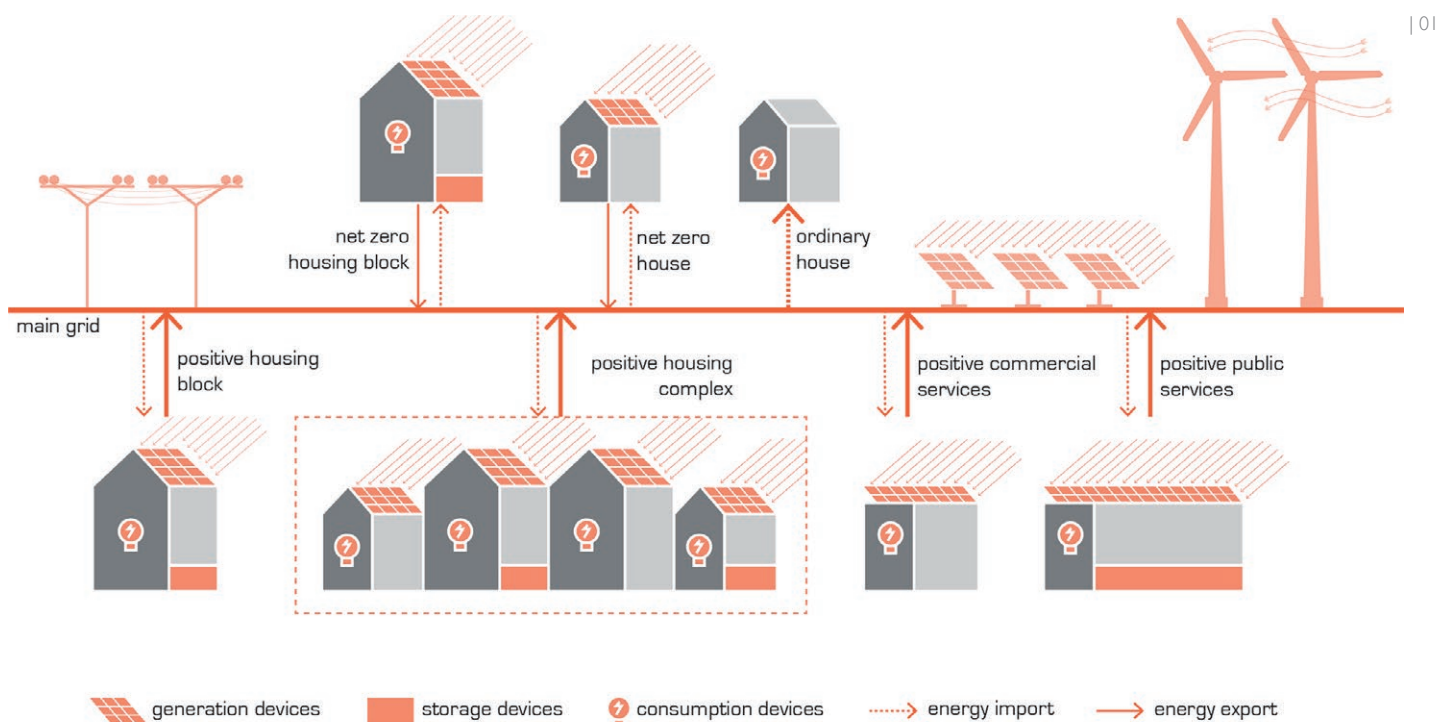 | 01
net zero
housing block
net zero
house
ordinary
house
main grid
positive housing
block
positive housing
complex
positive commercial
services
positive public
services
generation devices
storage devices
consumption devices
energy import
energy export